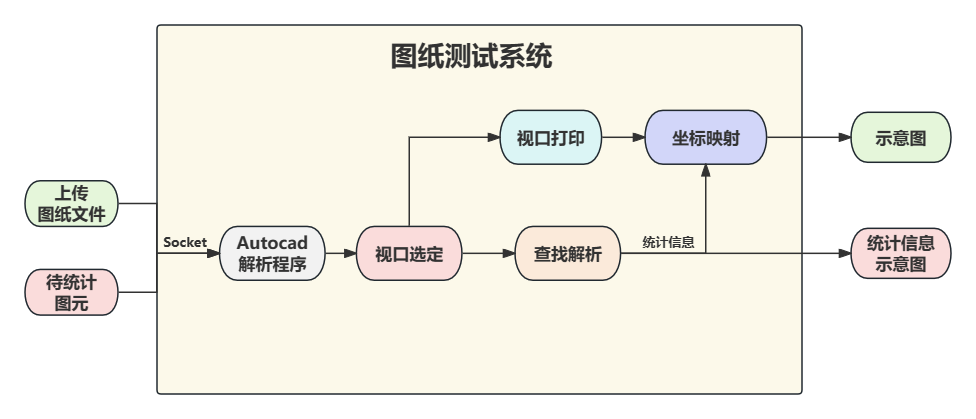 图纸测试系统
视口打印
坐标映射
示意图
上传
图纸文件
Socket
Autocad
解析程序
视口选定
查找解析
统计信息
统计信息
示意图
待统计
图元